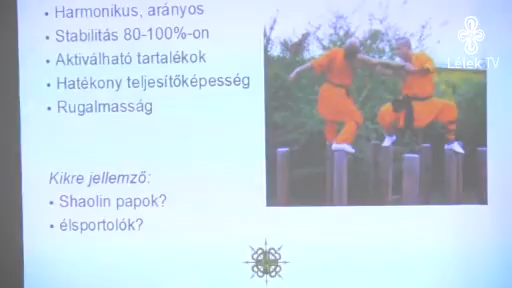 • Harmonikus, arányos
• Stabilitás 80-100%-on
• Aktiválható tartalékok
• Hatékony teljesítőképesség
• Rugalmasság
Kikre jellemző:
• Shaolin papok?
• élsportolók?
Lélek TV